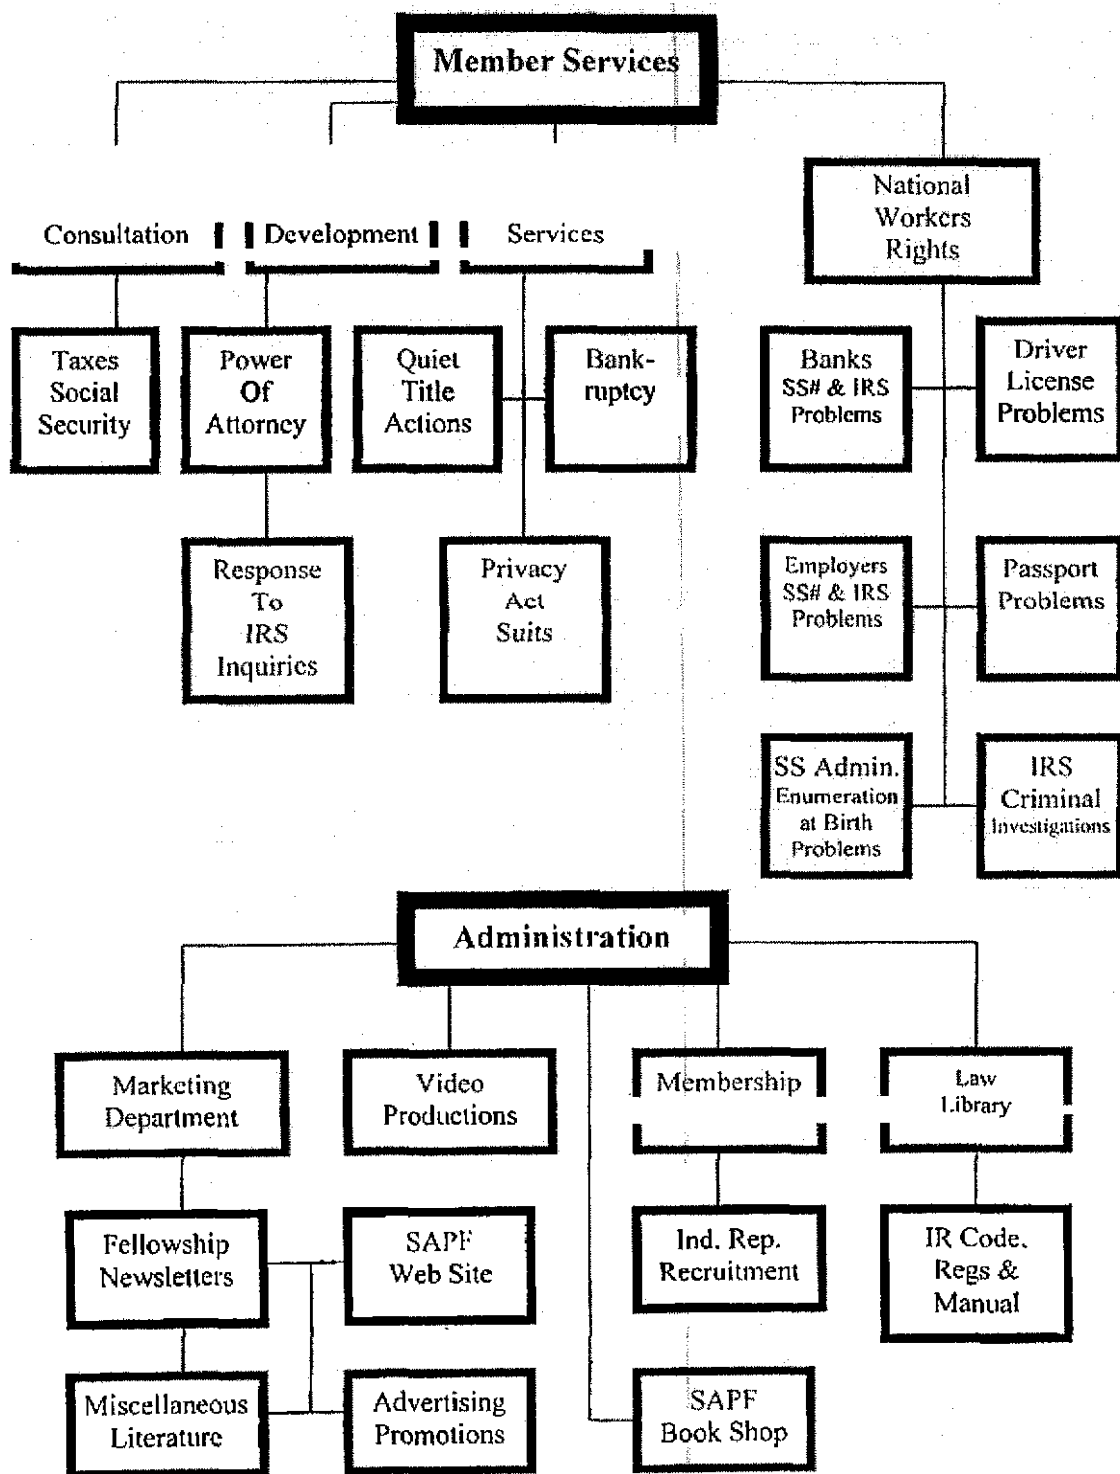 Member Services
National
Workers
Rights
Consultation
Development
Services
Taxes
Social
Security
Power
Of
Attorney
Quiet
Title
Actions
Bank-
ruptcy
Banks
SS# & IRS
Problems
Driver
License
Problems
Response
To
IRS
Inquiries
Privacy
Act
Suits
Employers
SS# & IRS
Problems
Passport
Problems
SS Admin.
Enumeration
at Birth
Problems
IRS
Criminal
Investigations
Administration
Marketing
Department
Video
Productions
Membership
Law
Library
Fellowship
Newsletters
SAPF
Web Site
Ind. Rep.
Recruitment
IR Code,
Regs &
Manual
Miscellaneous
Literature
Advertising
Promotions
SAPF
Book Shop